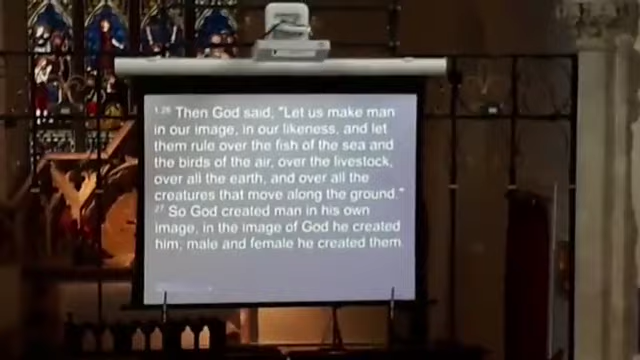 1.26 Then God said, "Let us make man
in our image, in our likeness, and let
them rule over the fish of the sea and
the birds of the air, over the livestock,
over all the earth, and over all the
creatures that move along the ground."
27 So God created man in his own
image, in the image of God he created
him; male and female he created them.